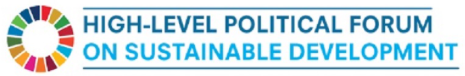 HIGH-LEVEL POLITICAL FORUM
ON SUSTAINABLE DEVELOPMENT